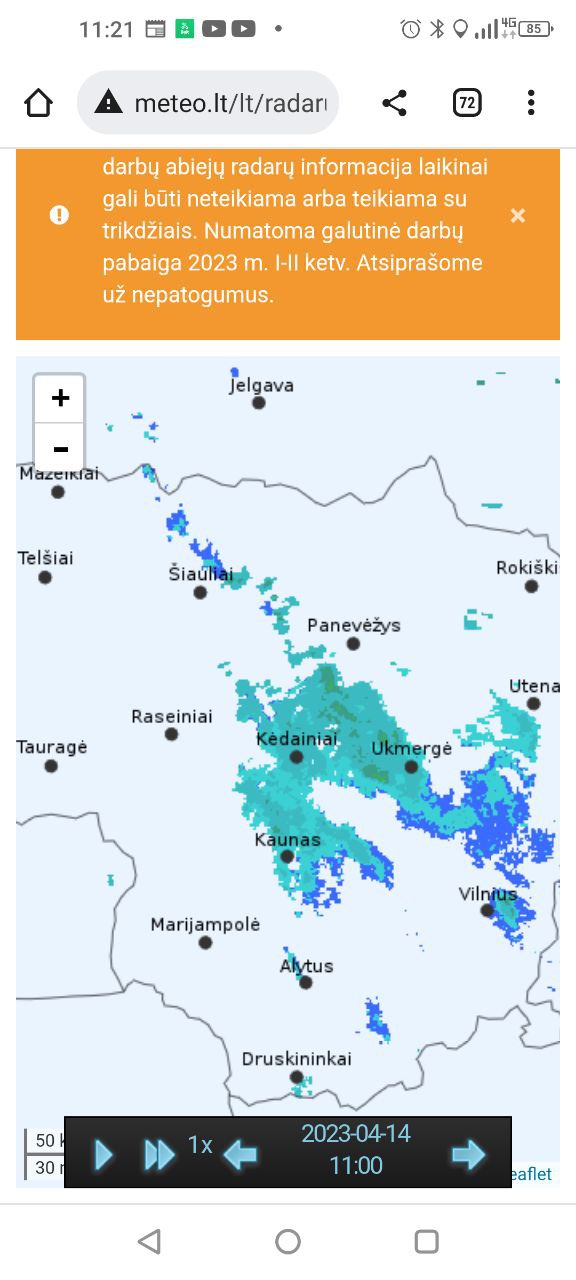 11:21
4G
85
meteo.lt/lt/radarı
72
darbų abiejų radarų informacija laikinai
gali būti neteikiama arba teikiama su
trikdžiais. Numatoma galutinė darbų
pabaiga 2023 m. I-II ketv. Atsiprašome
už nepatogumus.
×
+
-
Jelgava
Mažeikiai
Telšiai
Šiauliai
Rokiški
Panevėžys
Utena
Raseiniai
Tauragė
Kėdainiai
Ukmergė
Kaunas
Vilnius
Marijampolė
Alytus
Druskininkai
50 k
30 m
1x
2023-04-14
11:00
eaflet